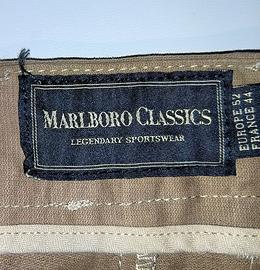 MARLBORO CLASSICS
LEGENDARY SPORTSWEAR
EUROPE 52
FRANCE 44